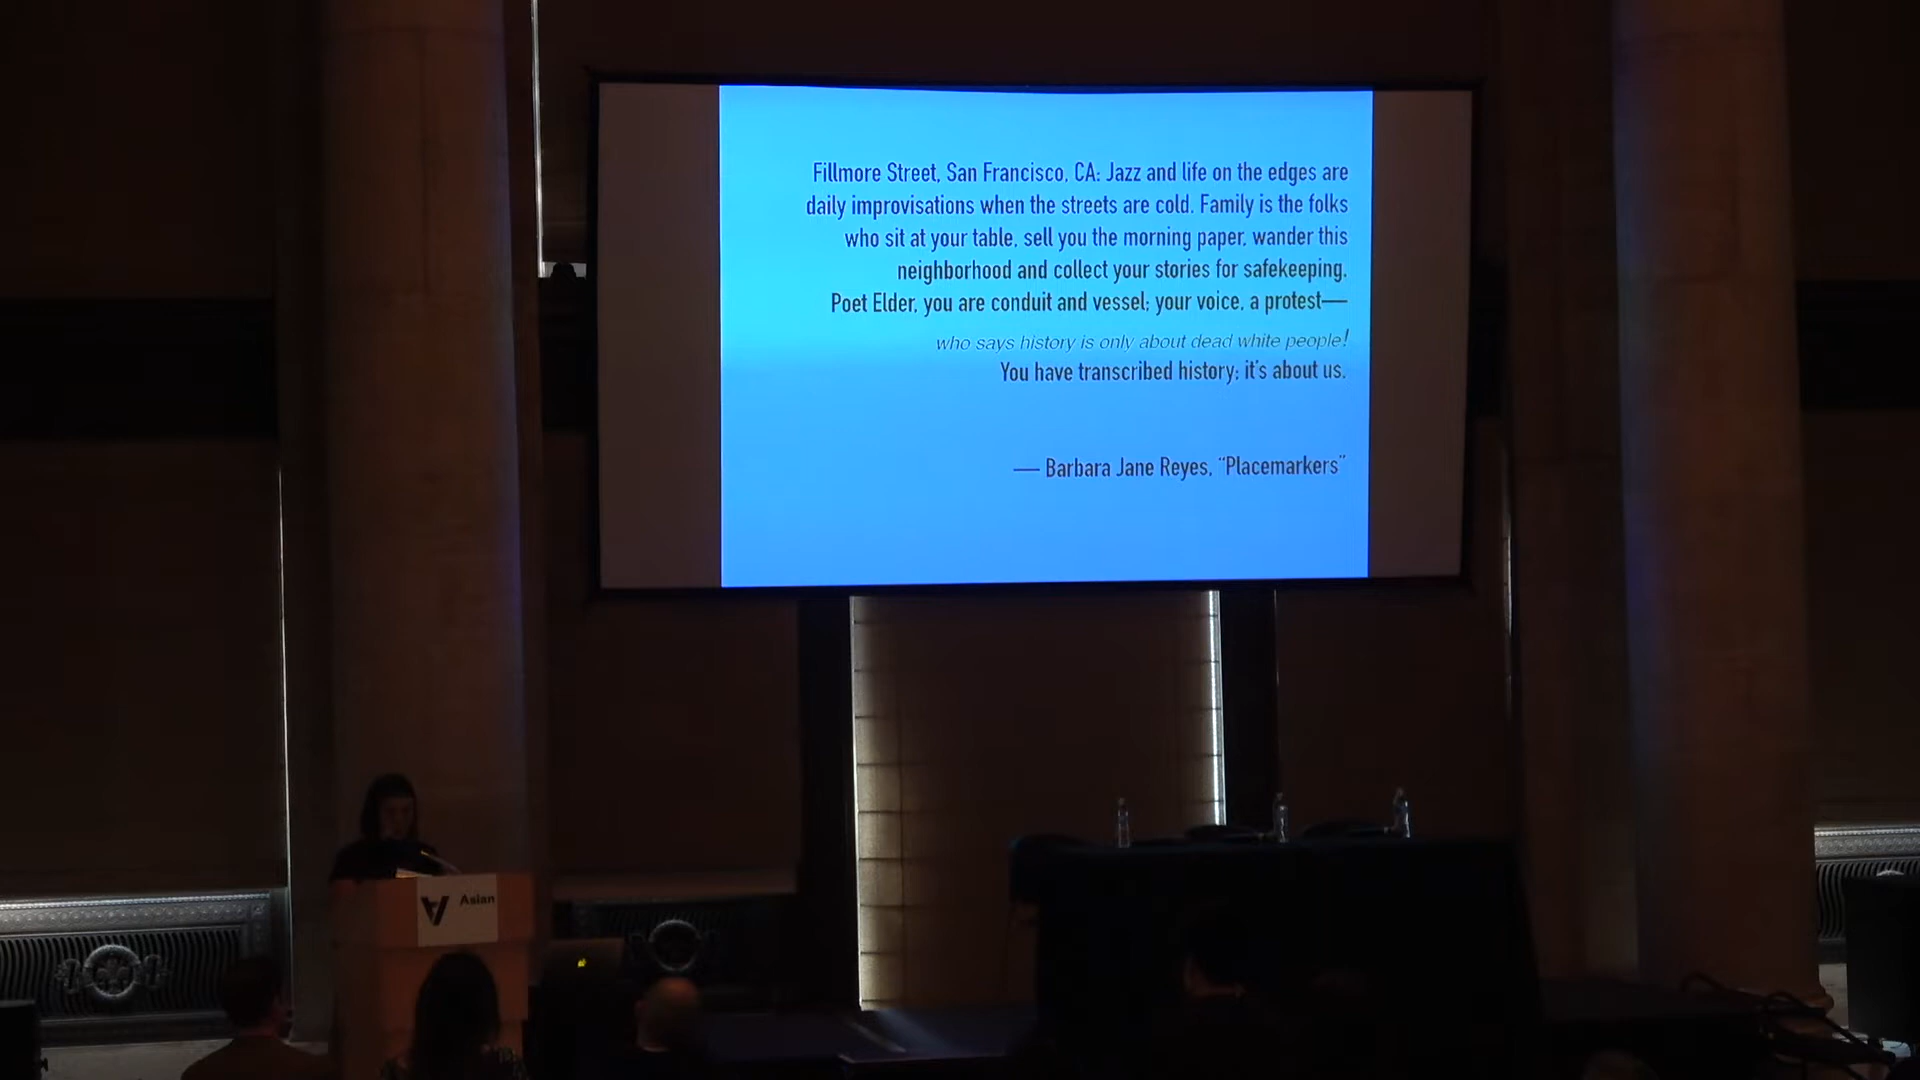 Fillmore Street, San Francisco, CA: Jazz and life on the edges are
daily improvisations when the streets are cold. Family is the folks
who sit at your table, sell you the morning paper, wander this
neighborhood and collect your stories for safekeeping.
Poet Elder, you are conduit and vessel; your voice, a protest—
who says history is only about dead white people!
You have transcribed history; it's about us.
— Barbara Jane Reyes, "Placemarkers"
Asian